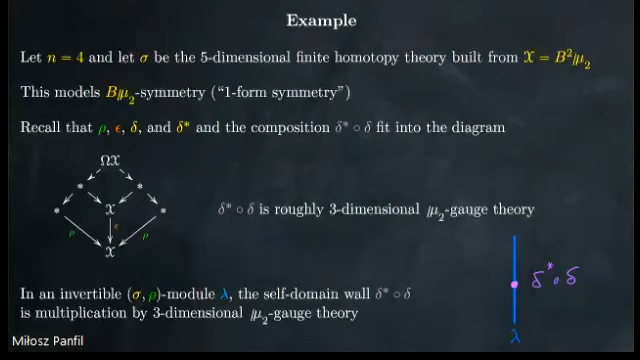 Example
Let n = 4 and let σ be the 5-dimensional finite homotopy theory built from 𝒳 = B²μ₂
This models Bμ₂-symmetry (“1-form symmetry”)
Recall that ρ, ϵ, δ, and δ* and the composition δ* ∘ δ fit into the diagram
Ω𝒳
* *
* 𝒳 *
ρ ϵ ρ
𝒳
δ* ∘ δ is roughly 3-dimensional μ₂-gauge theory
δ* ∘ δ
In an invertible (σ, ρ)-module λ, the self-domain wall δ* ∘ δ
is multiplication by 3-dimensional μ₂-gauge theory
λ
Miłosz Panfil